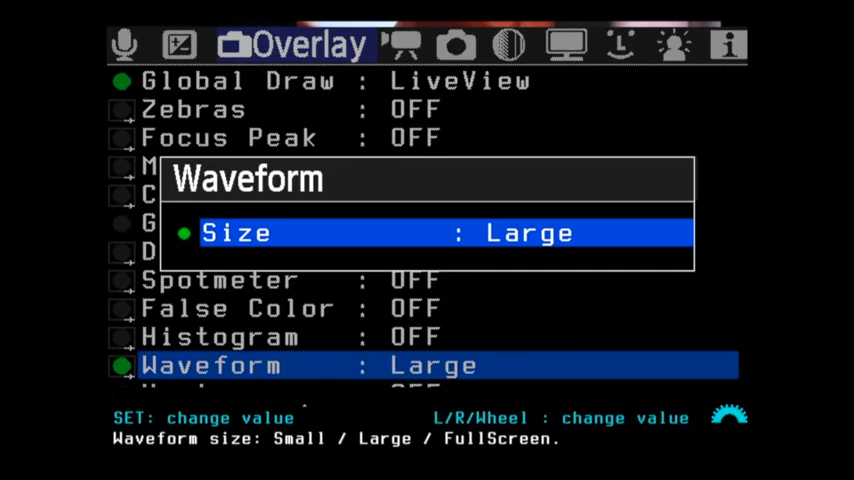 Overlay
Global Draw : LiveView
Zebras : OFF
Focus Peak : OFF
M
C
G
D
Waveform
Size : Large
Spotmeter : OFF
False Color : OFF
Histogram : OFF
Waveform : Large
SET: change value
L/R/Wheel : change value
Waveform size: Small / Large / FullScreen.